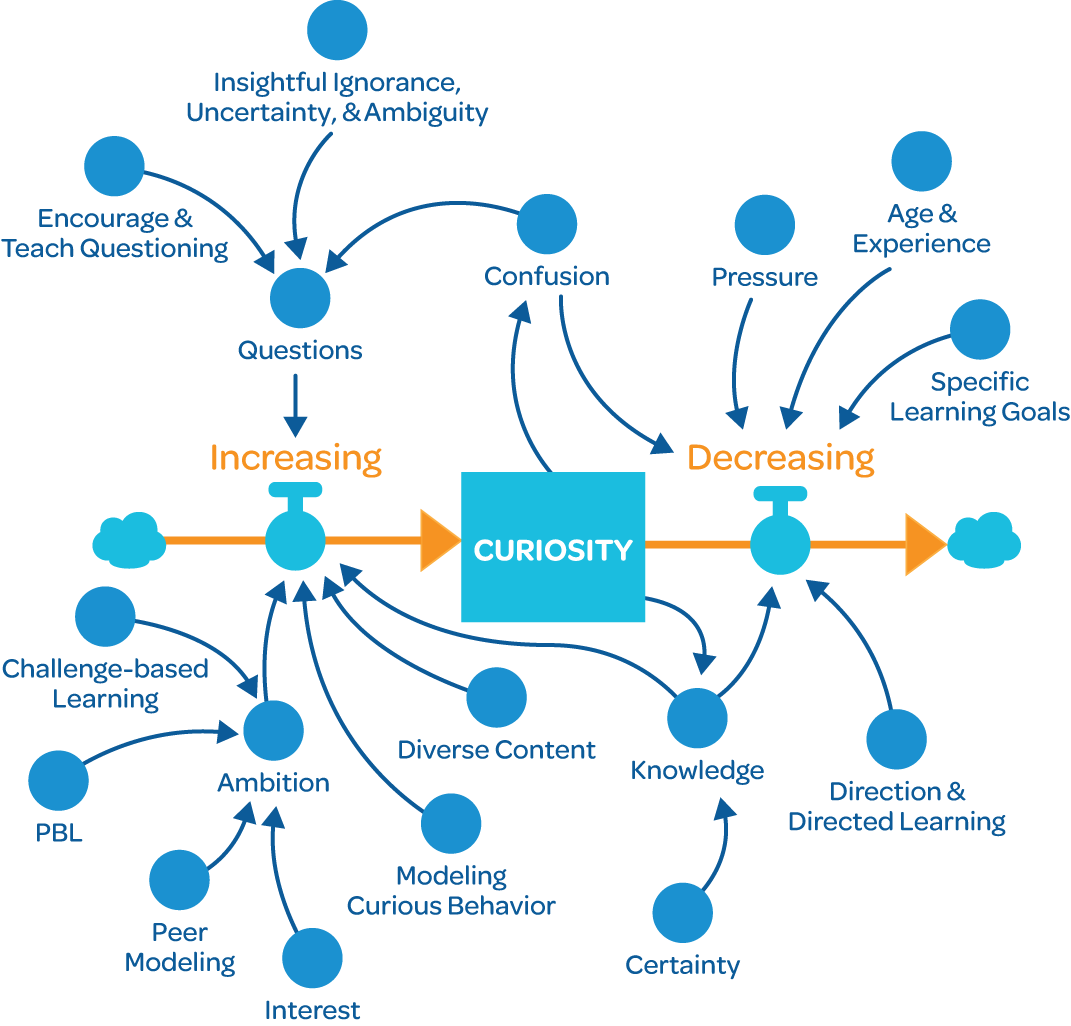 Insightful Ignorance,
Uncertainty, & Ambiguity
Encourage &
Teach Questioning
Confusion
Pressure
Age &
Experience
Questions
Specific
Learning Goals
Increasing
Decreasing
CURIOSITY
Challenge-based
Learning
Diverse Content
Knowledge
Ambition
Direction &
Directed Learning
PBL
Modeling
Curious Behavior
Peer
Modeling
Certainty
Interest